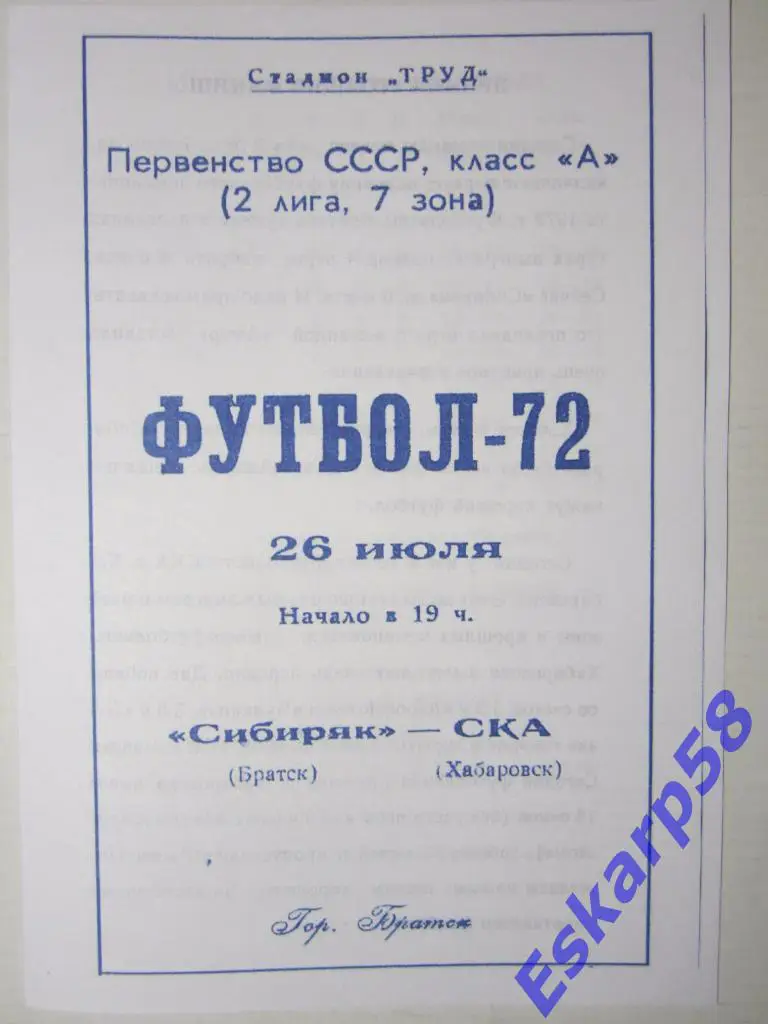 Стадион „ТРУД"
Первенство СССР, класс «А»
(2 лига, 7 зона)
ФУТБОЛ-72
26 июля
Начало в 19 ч.
«Сибиряк» — СКА
(Братск) (Хабаровск)
Гор. Братск
Eskarp58